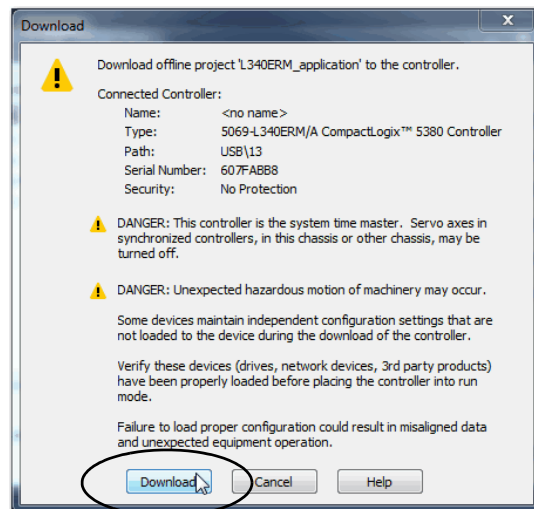 Download
x
Download offline project 'L340ERM_application' to the controller.
Connected Controller:
Name: <no name>
Type: 5069-L340ERM/A CompactLogix™ 5380 Controller
Path: USB\13
Serial Number: 607FABB8
Security: No Protection
DANGER: This controller is the system time master. Servo axes in
synchronized controllers, in this chassis or other chassis, may be
turned off.
DANGER: Unexpected hazardous motion of machinery may occur.
Some devices maintain independent configuration settings that are
not loaded to the device during the download of the controller.
Verify these devices (drives, network devices, 3rd party products)
have been properly loaded before placing the controller into run
mode.
Failure to load proper configuration could result in misaligned data
and unexpected equipment operation.
Download Cancel Help